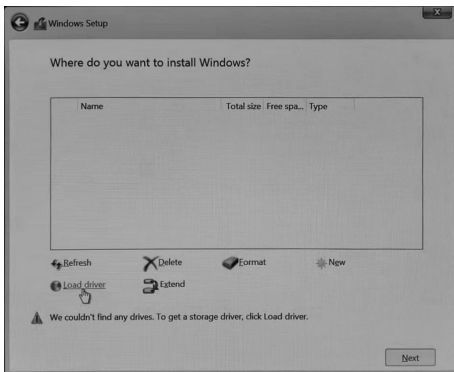 Windows Setup
Where do you want to install Windows?
Name Total size Free spa... Type
Refresh Delete Format New
Load driver Extend
We couldn't find any drives. To get a storage driver, click Load driver.
Next